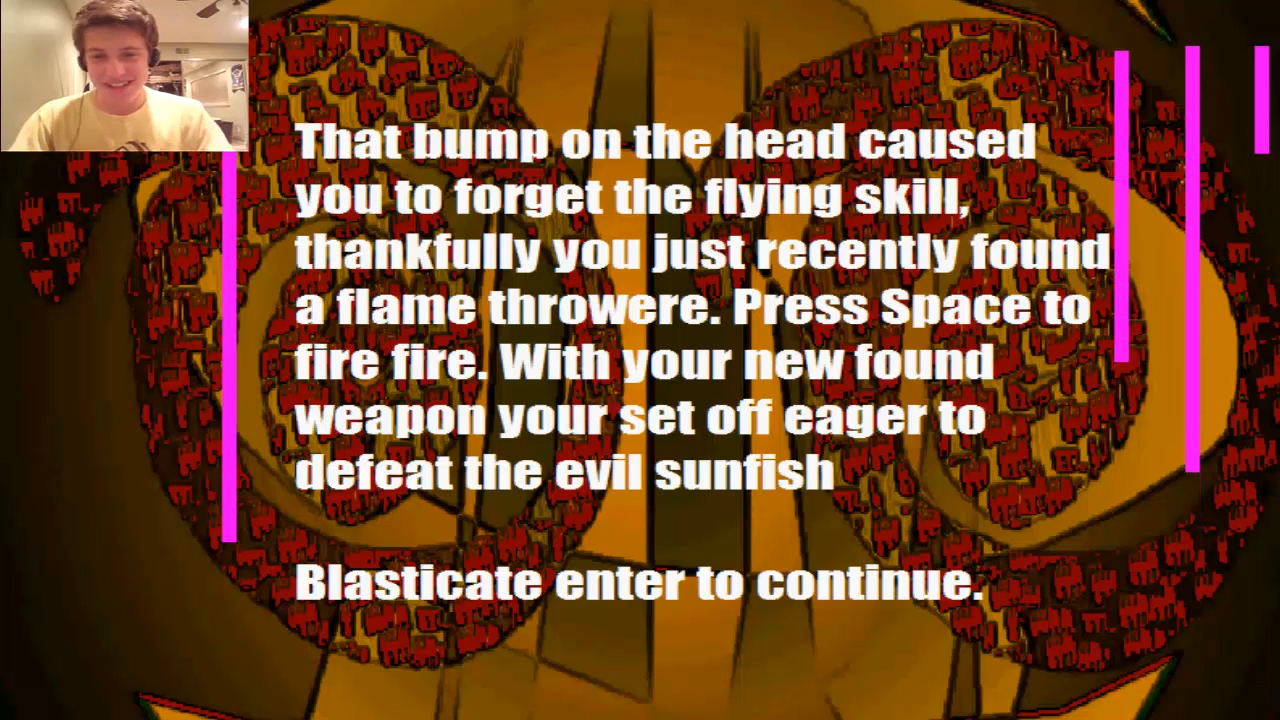 That bump on the head caused
you to forget the flying skill,
thankfully you just recently found
a flame throwere. Press Space to
fire fire. With your new found
weapon your set off eager to
defeat the evil sunfish
Blasticate enter to continue.